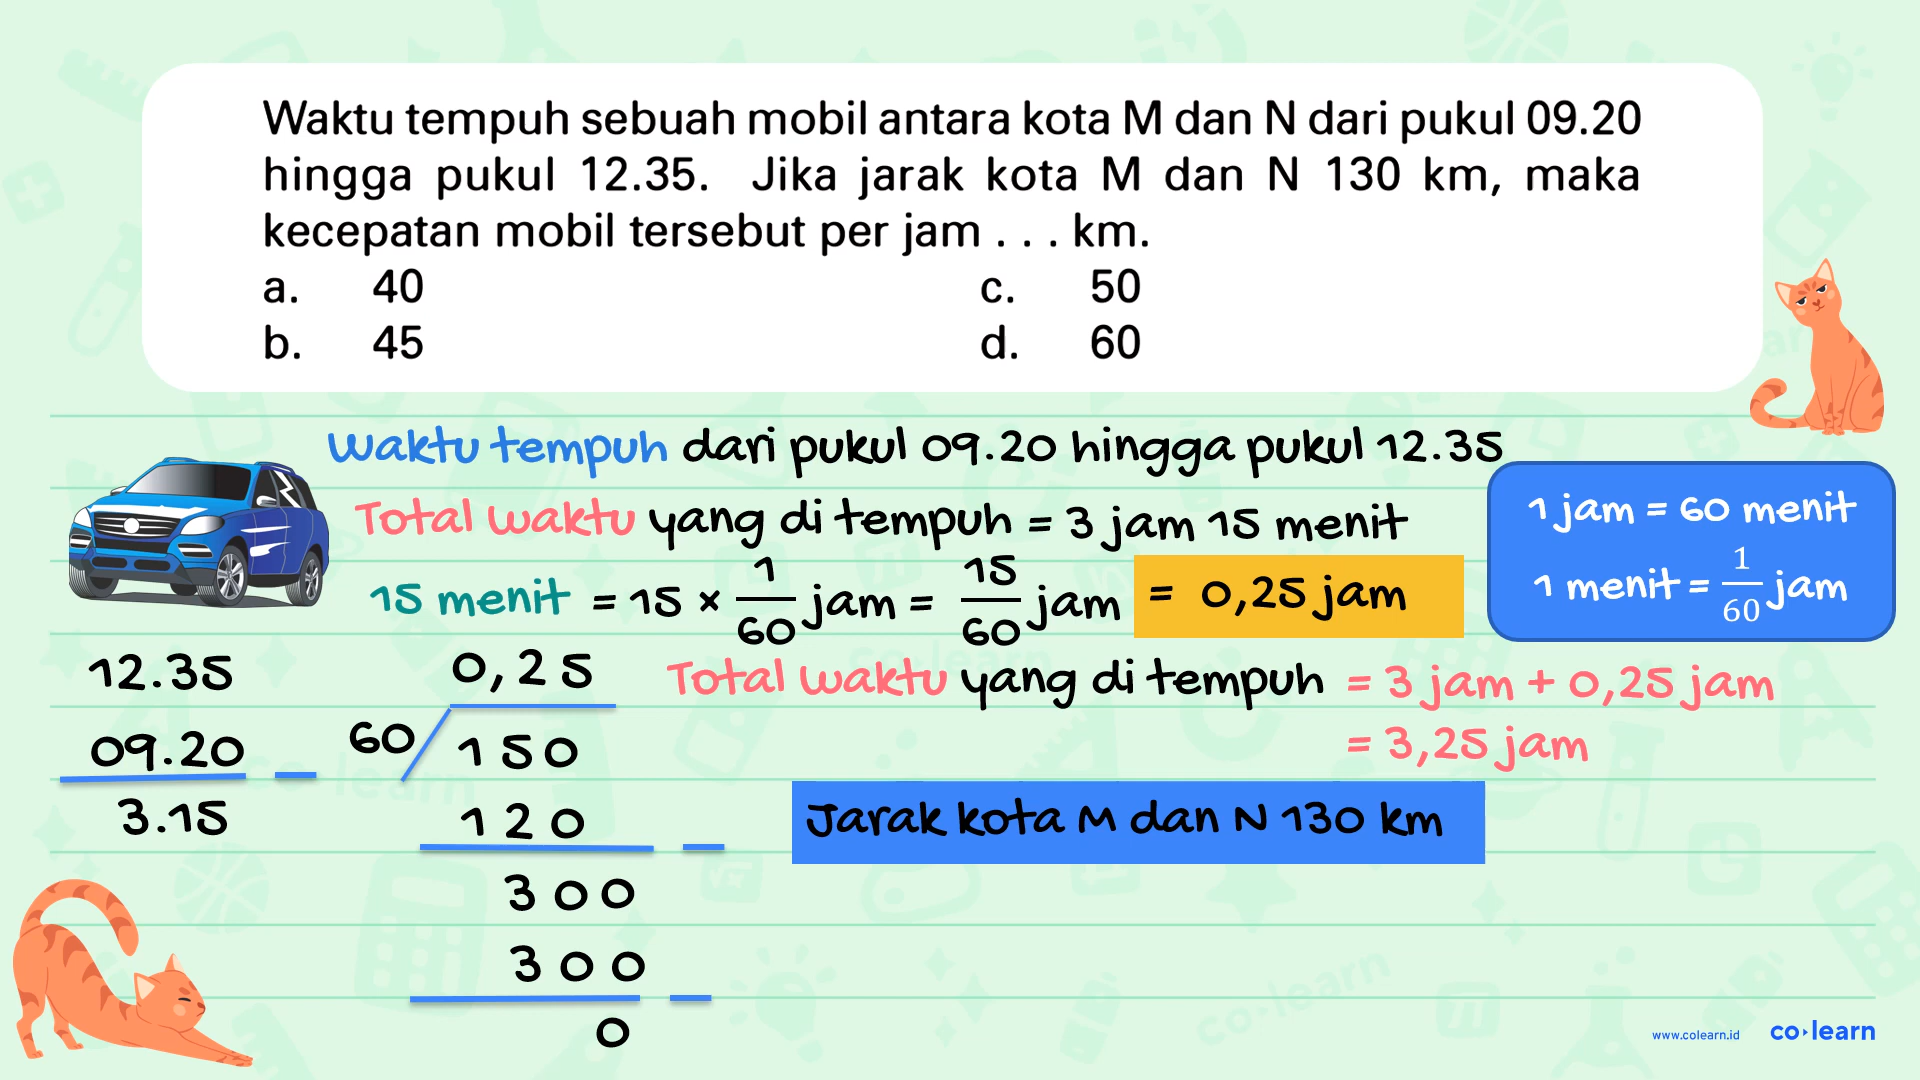 Waktu tempuh sebuah mobil antara kota M dan N dari pukul 09.20
hingga pukul 12.35. Jika jarak kota M dan N 130 km, maka
kecepatan mobil tersebut per jam . . . km.
a. 40 c. 50
b. 45 d. 60
Waktu tempuh dari pukul 09.20 hingga pukul 12.35
Total waktu yang di tempuh = 3 jam 15 menit
15 menit = 15 × 1/60 jam = 15/60 jam = 0,25 jam
1 jam = 60 menit
1 menit = 1/60 jam
12.35
09.20 –
3.15
0,25
60 150
120 –
300
300 –
0
Total waktu yang di tempuh = 3 jam + 0,25 jam
= 3,25 jam
Jarak kota M dan N 130 km
www.colearn.id co·learn